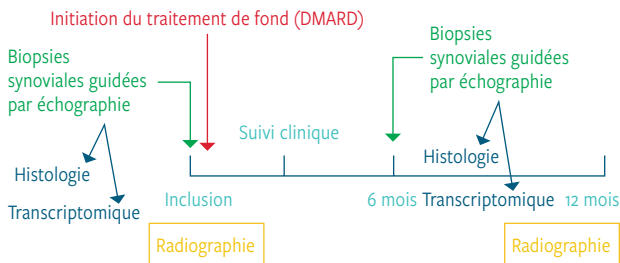 Initiation du traitement de fond (DMARD)
Biopsies
synoviales guidées
par échographie
Biopsies
synoviales guidées
par échographie
Suivi clinique
Histologie
Transcriptomique
Histologie
Inclusion
6 mois
Transcriptomique
12 mois
Radiographie
Radiographie